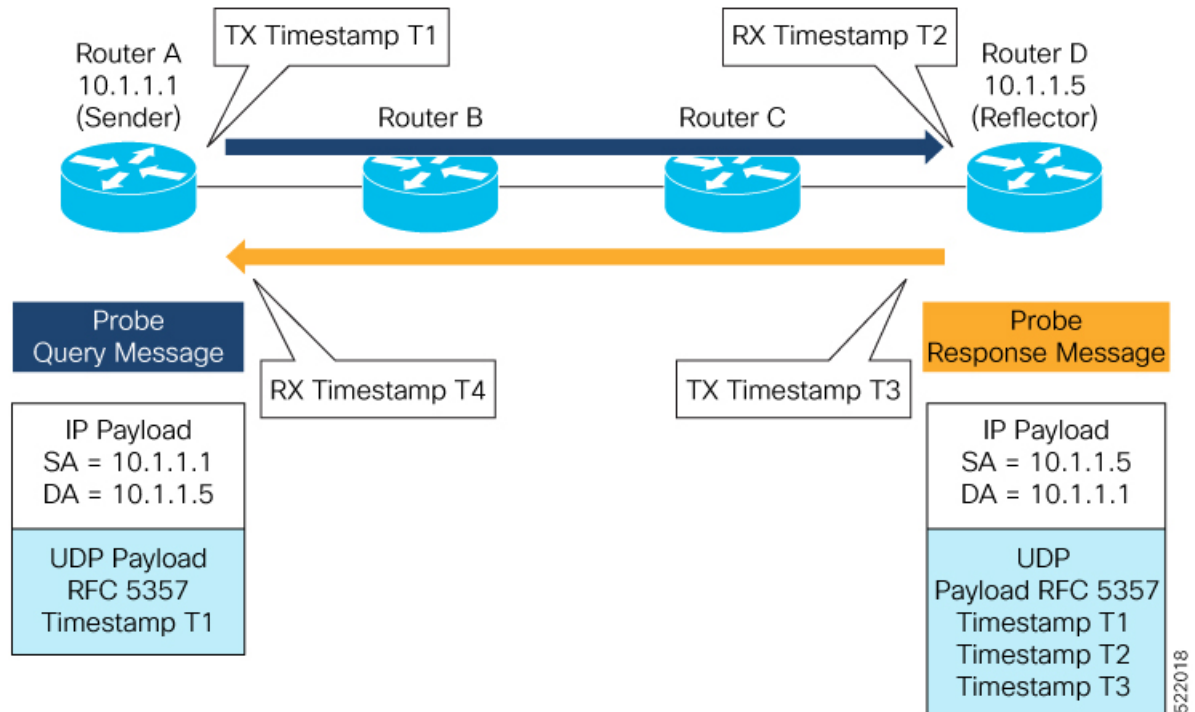 TX Timestamp T1
RX Timestamp T2
Router A
10.1.1.1
(Sender)
Router B
Router C
Router D
10.1.1.5
(Reflector)
Probe
Query Message
RX Timestamp T4
TX Timestamp T3
Probe
Response Message
IP Payload
SA = 10.1.1.1
DA = 10.1.1.5
UDP Payload
RFC 5357
Timestamp T1
IP Payload
SA = 10.1.1.5
DA = 10.1.1.1
UDP
Payload RFC 5357
Timestamp T1
Timestamp T2
Timestamp T3
522018